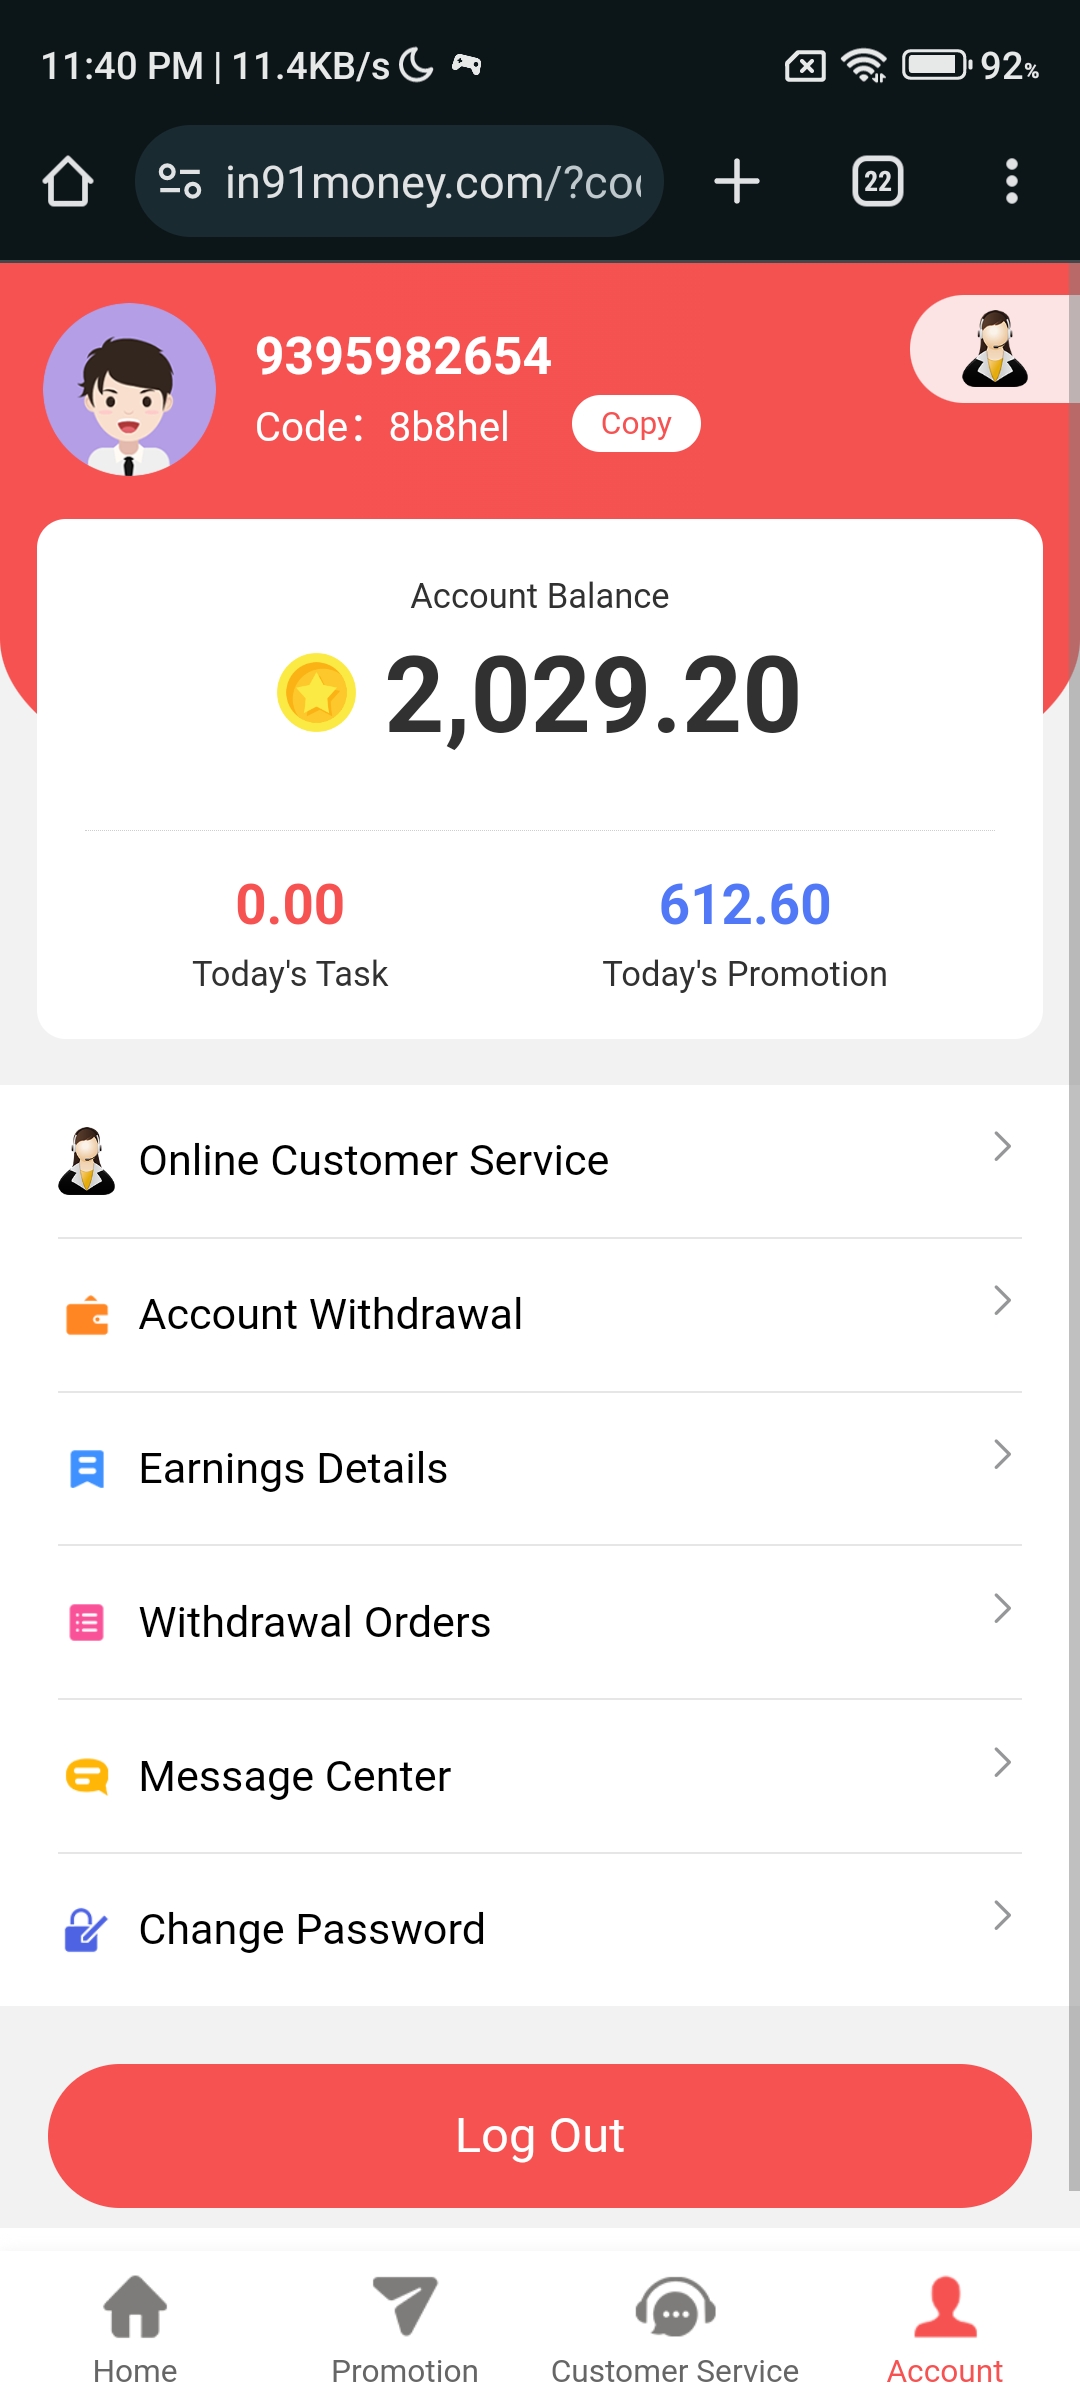 11:40 PM | 11.4KB/s 92%
in91money.com/?co
22
9395982654
Code： 8b8hel Copy
Account Balance
2,029.20
0.00 612.60
Today's Task Today's Promotion
Online Customer Service
Account Withdrawal
Earnings Details
Withdrawal Orders
Message Center
Change Password
Log Out
Home Promotion Customer Service Account